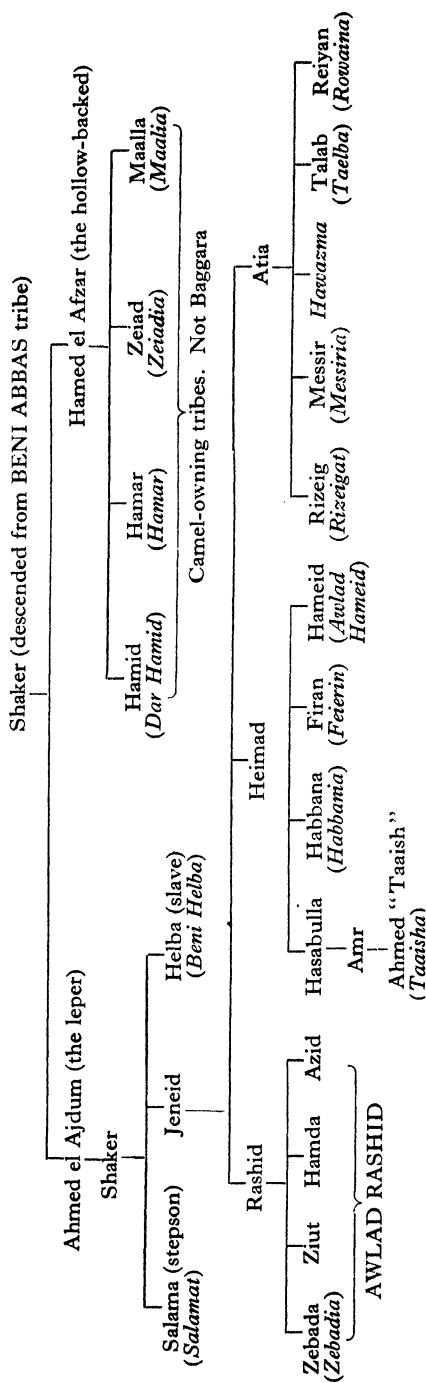 Shaker (descended from BENI ABBAS tribe)
Ahmed el Ajdum (the leper)
Hamed el Afzar (the hollow-backed)
Shaker
Hamid
(Dar Hamid)
Hamar
(Hamar)
Zeiad
(Zeiadia)
Maalla
(Maalia)
Camel-owning tribes. Not Baggara
Salama (stepson)
(Salamat)
Jeneid
Helba (slave)
(Beni Helba)
Rashid
Heimad
Atia
Zebada
(Zebadia)
Ziut
Hamda
Azid
AWLAD RASHID
Hasabulla
Amr
Ahmed "Taaish"
(Taaisha)
Habbana
(Habbania)
Firan
(Feierin)
Hameid
(Awlad
Hameid)
Rizeig
(Rizeigat)
Messir
(Messiria)
Hawazma
Talab
(Taelba)
Reiyan
(Rowaina)